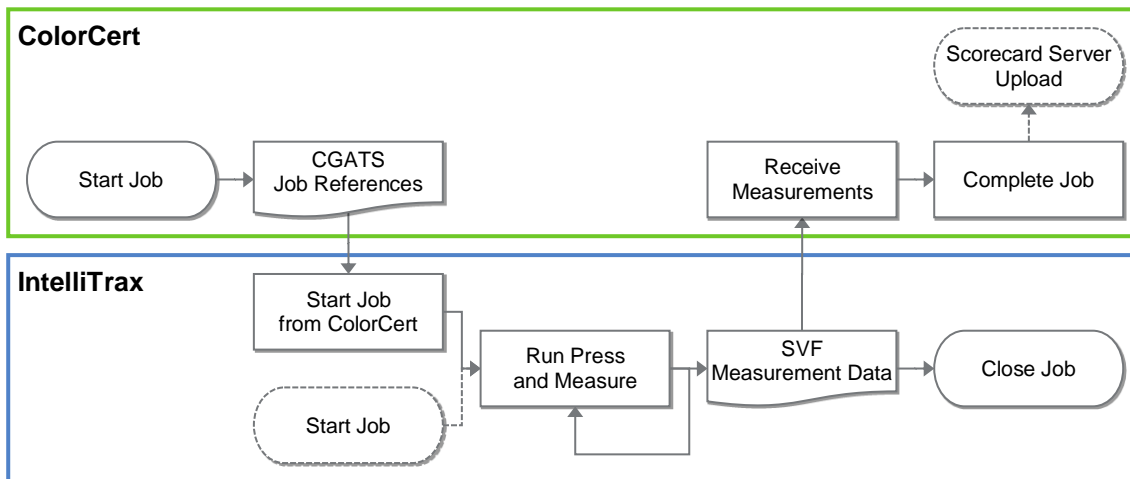 ColorCert
Scorecard Server
Upload
Start Job
CGATS
Job References
Receive
Measurements
Complete Job
IntelliTrax
Start Job
from ColorCert
Run Press
and Measure
SVF
Measurement Data
Close Job
Start Job